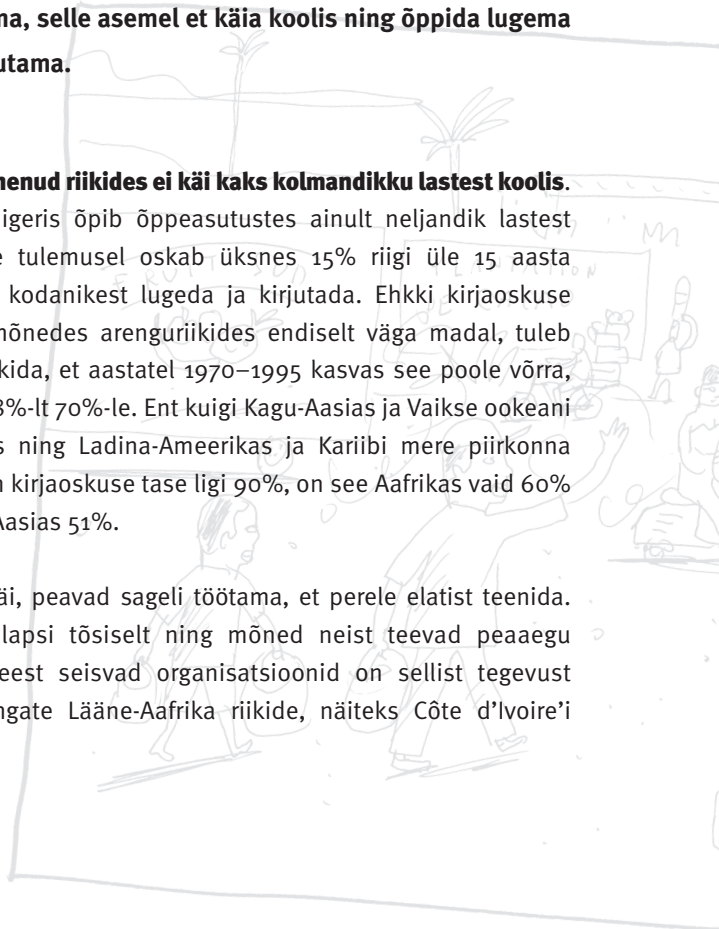 na, selle asemel et käia koolis ning õppida lugema
utama.
nenud riikides ei käi kaks kolmandikku lastest koolis.
igeris õpib õppeasutustes ainult neljandik lastest
e tulemusel oskab üksnes 15% riigi üle 15 aasta
kodanikest lugeda ja kirjutada. Ehkki kirjaoskuse
mõnedes arenguriikides endiselt väga madal, tuleb
kida, et aastatel 1970–1995 kasvas see poole võrra,
8%-lt 70%-le. Ent kuigi Kagu-Aasias ja Vaikse ookeani
s ning Ladina-Ameerikas ja Kariibi mere piirkonna
n kirjaoskuse tase ligi 90%, on see Aafrikas vaid 60%
Aasias 51%.
äi, peavad sageli töötama, et perele elatist teenida.
lapsi tõsiselt ning mõned neist teevad peaaegu
eest seisvad organisatsioonid on sellist tegevust
ngate Lääne-Aafrika riikide, näiteks Côte d’Ivoire’i